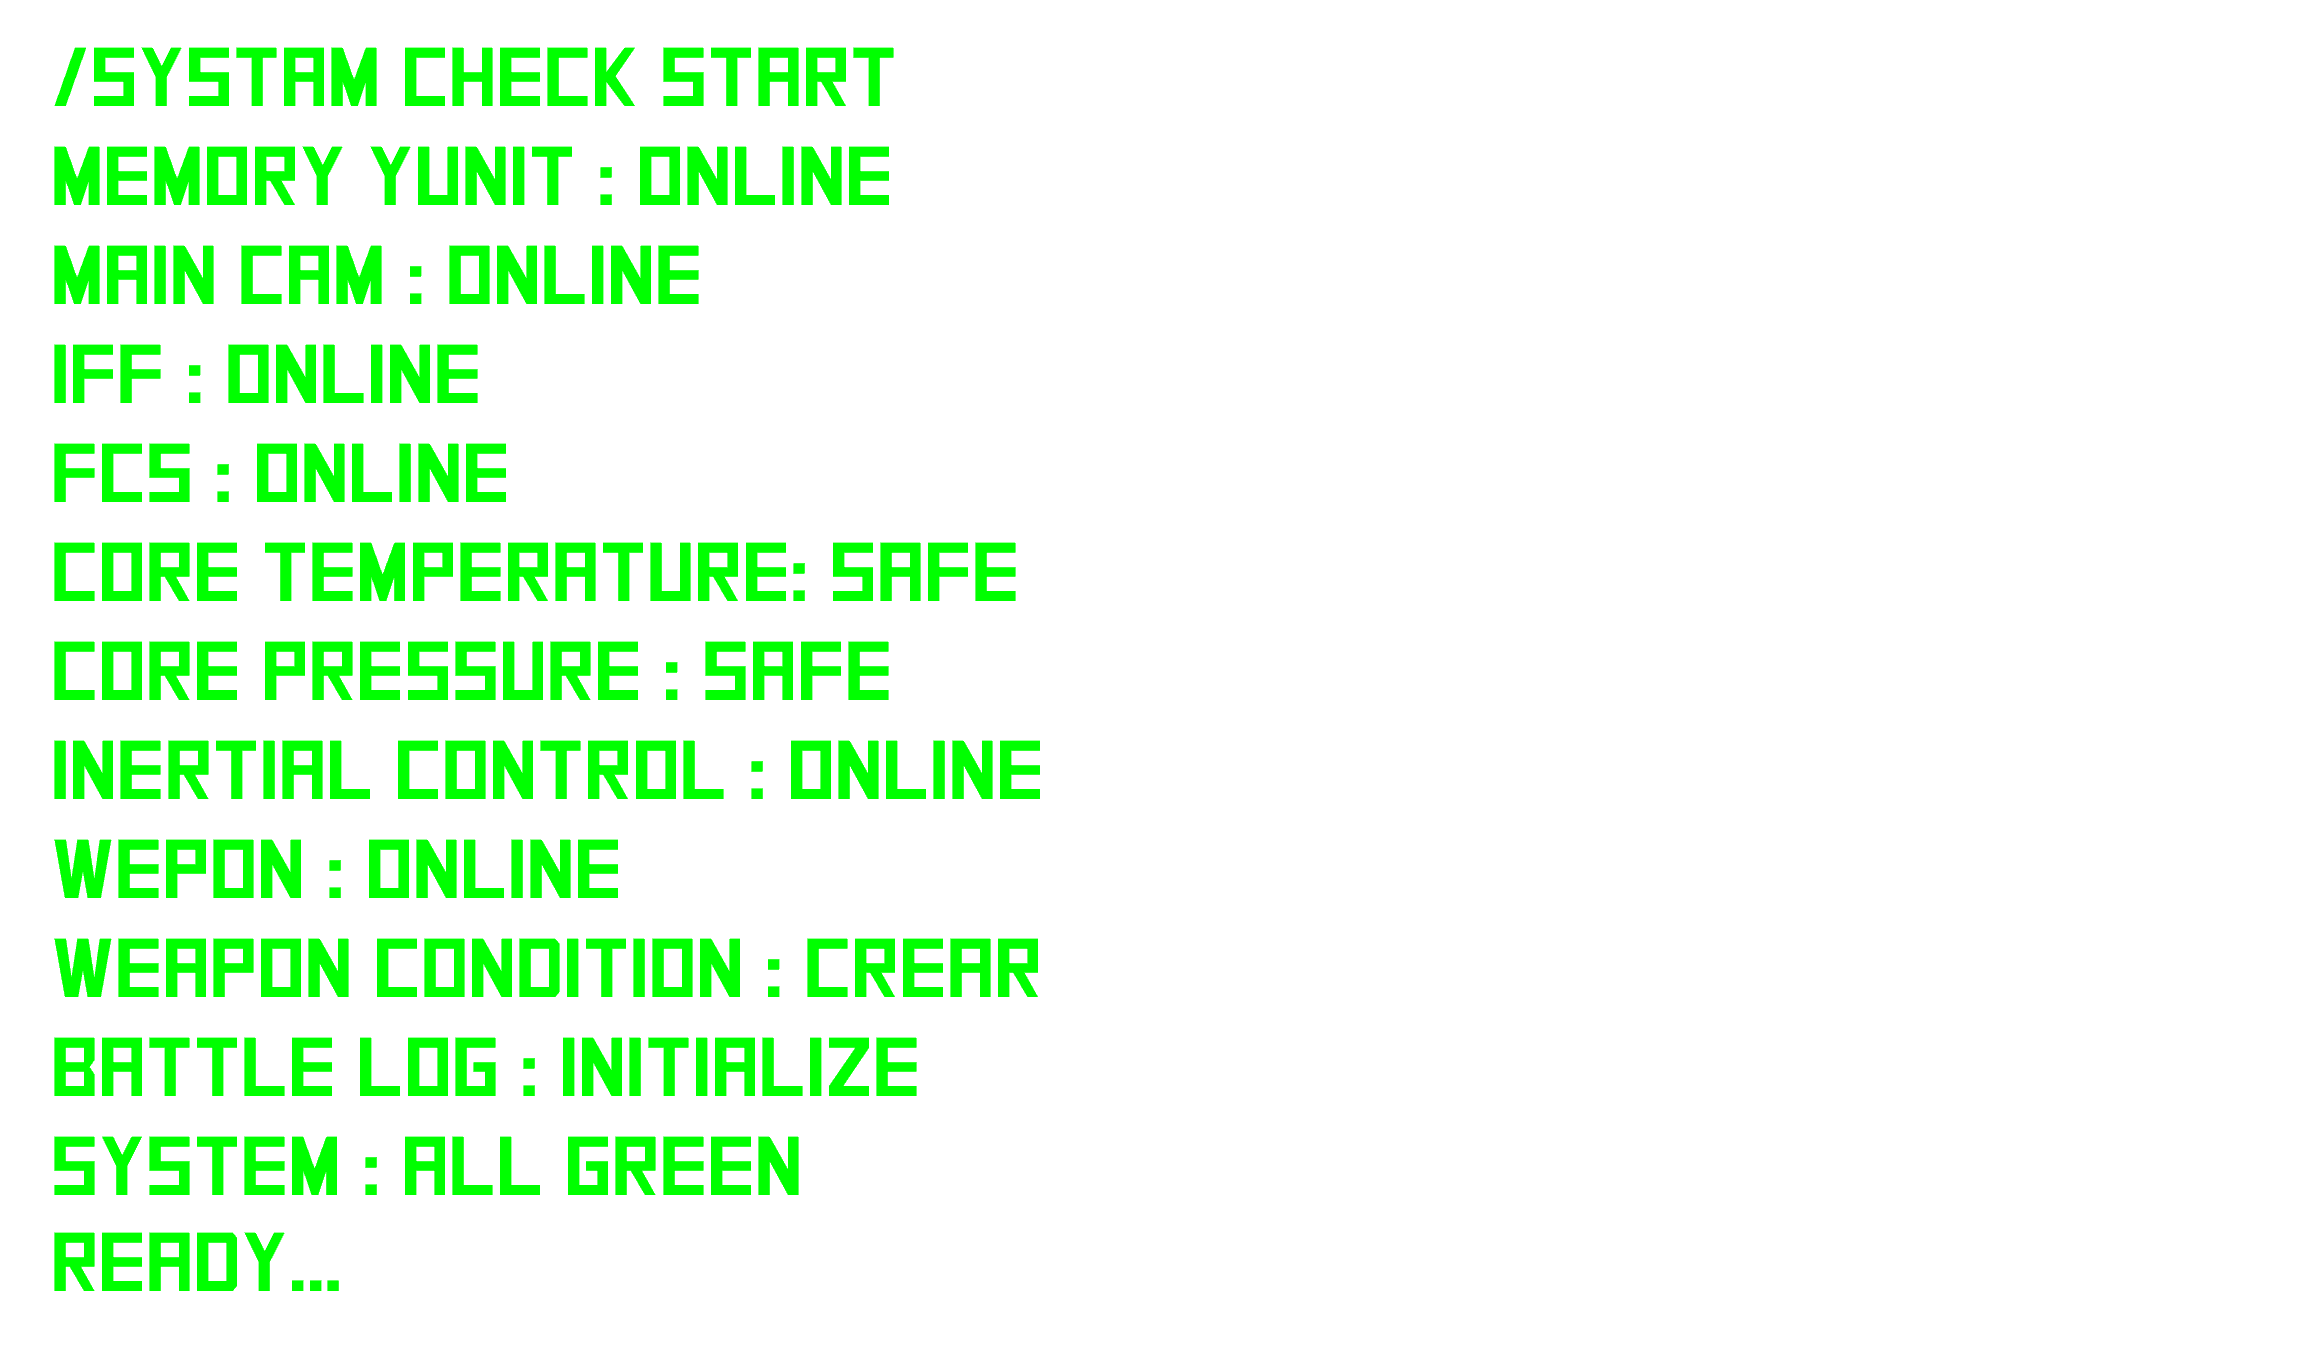 /SYSTAM CHECK START
MEMORY YUNIT : ONLINE
MAIN CAM : ONLINE
IFF : ONLINE
FCS : ONLINE
CORE TEMPERATURE: SAFE
CORE PRESSURE : SAFE
INERTIAL CONTROL : ONLINE
WEPON : ONLINE
WEAPON CONDITION : CREAR
BATTLE LOG : INITIALIZE
SYSTEM : ALL GREEN
READY...